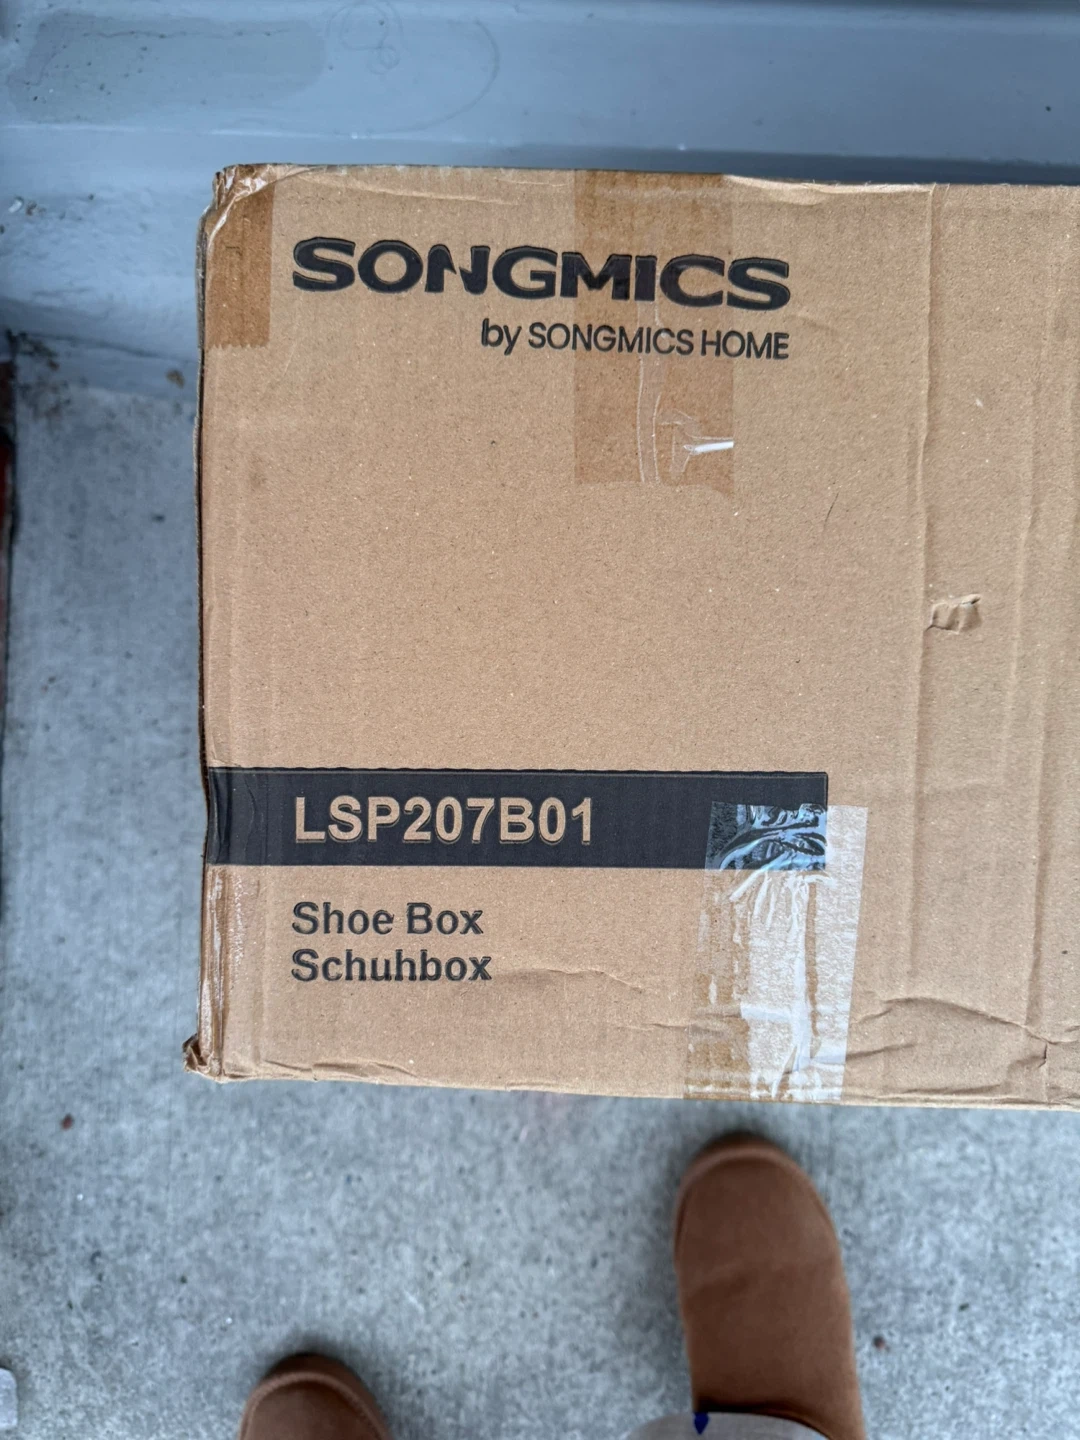 SONGMICS
by SONGMICS HOME
LSP207B01
Shoe Box
Schuhbox